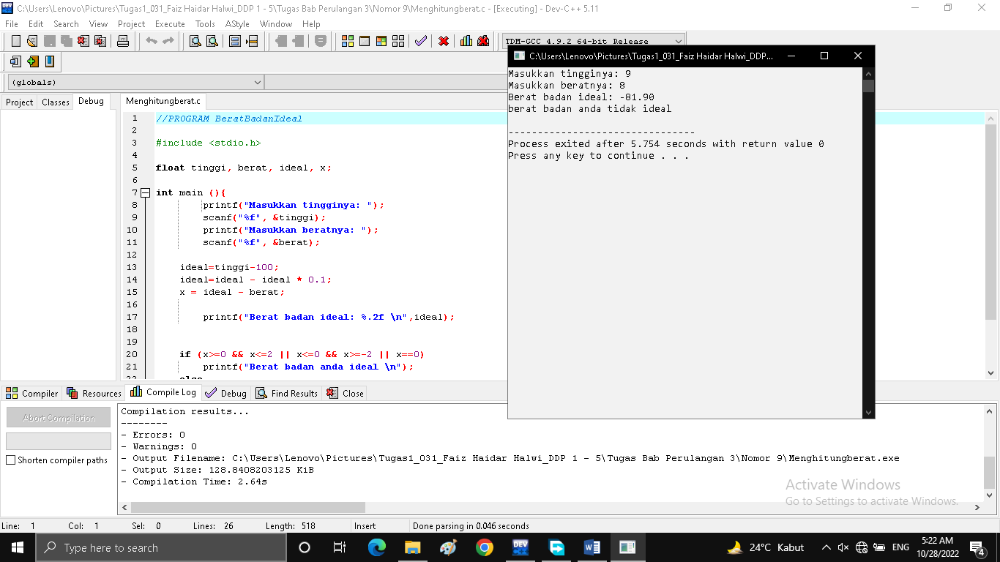 C:\Users\Lenovo\Pictures\Tugas1_031_Faiz Haidar Halwi_DDP 1 - 5\Tugas Bab Perulangan 3\Nomor 9\Menghitungberat.c - [Executing] - Dev-C++ 5.11
File Edit Search View Project Execute Tools AStyle Window Help
TDM-GCC 4.9.2 64-bit Release
(globals)
Project Classes Debug
Menghitungberat.c
1 //PROGRAM BeratBadanIdeal
2
3 #include <stdio.h>
4
5 float tinggi, berat, ideal, x;
6
7 int main (){
8 printf("Masukkan tingginya: ");
9 scanf("%f", &tinggi);
10 printf("Masukkan beratnya: ");
11 scanf("%f", &berat);
12
13 ideal=tinggi-100;
14 ideal=ideal - ideal * 0.1;
15 x = ideal - berat;
16
17 printf("Berat badan ideal: %.2f \n",ideal);
18
19
20 if (x>=0 && x<=2 || x<=0 && x>=-2 || x==0)
21 printf("Berat badan anda ideal \n");
22 else
C:\Users\Lenovo\Pictures\Tugas1_031_Faiz Haidar Halwi_DDP...
Masukkan tingginya: 9
Masukkan beratnya: 8
Berat badan ideal: -81.90
berat badan anda tidak ideal
--------------------------------
Process exited after 5.754 seconds with return value 0
Press any key to continue . . .
Compiler Resources Compile Log Debug Find Results Close
Abort Compilation
Shorten compiler paths
Compilation results...
--------
- Errors: 0
- Warnings: 0
- Output Filename: C:\Users\Lenovo\Pictures\Tugas1_031_Faiz Haidar Halwi_DDP 1 - 5\Tugas Bab Perulangan 3\Nomor 9\Menghitungberat.exe
- Output Size: 128.8408203125 KiB
- Compilation Time: 2.64s
Activate Windows
Go to Settings to activate Windows.
Line: 1 Col: 1 Sel: 0 Lines: 26 Length: 518 Insert Done parsing in 0.046 seconds
Type here to search
DEV
24°C Kabut
ENG
5:22 AM
10/28/2022
4